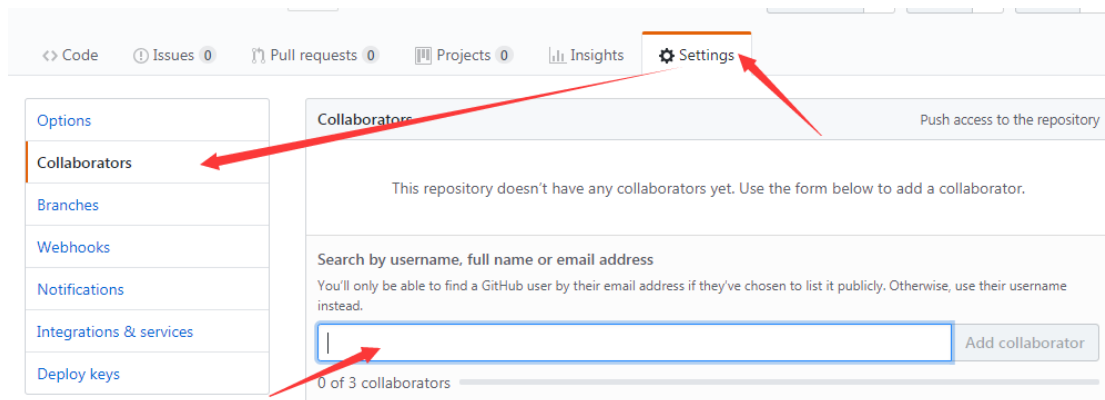 Code Issues 0 Pull requests 0 Projects 0 Insights Settings
Options
Collaborators
Branches
Webhooks
Notifications
Integrations & services
Deploy keys
Collaborators Push access to the repository
This repository doesn't have any collaborators yet. Use the form below to add a collaborator.
Search by username, full name or email address
You'll only be able to find a GitHub user by their email address if they've chosen to list it publicly. Otherwise, use their username
instead.
Add collaborator
0 of 3 collaborators